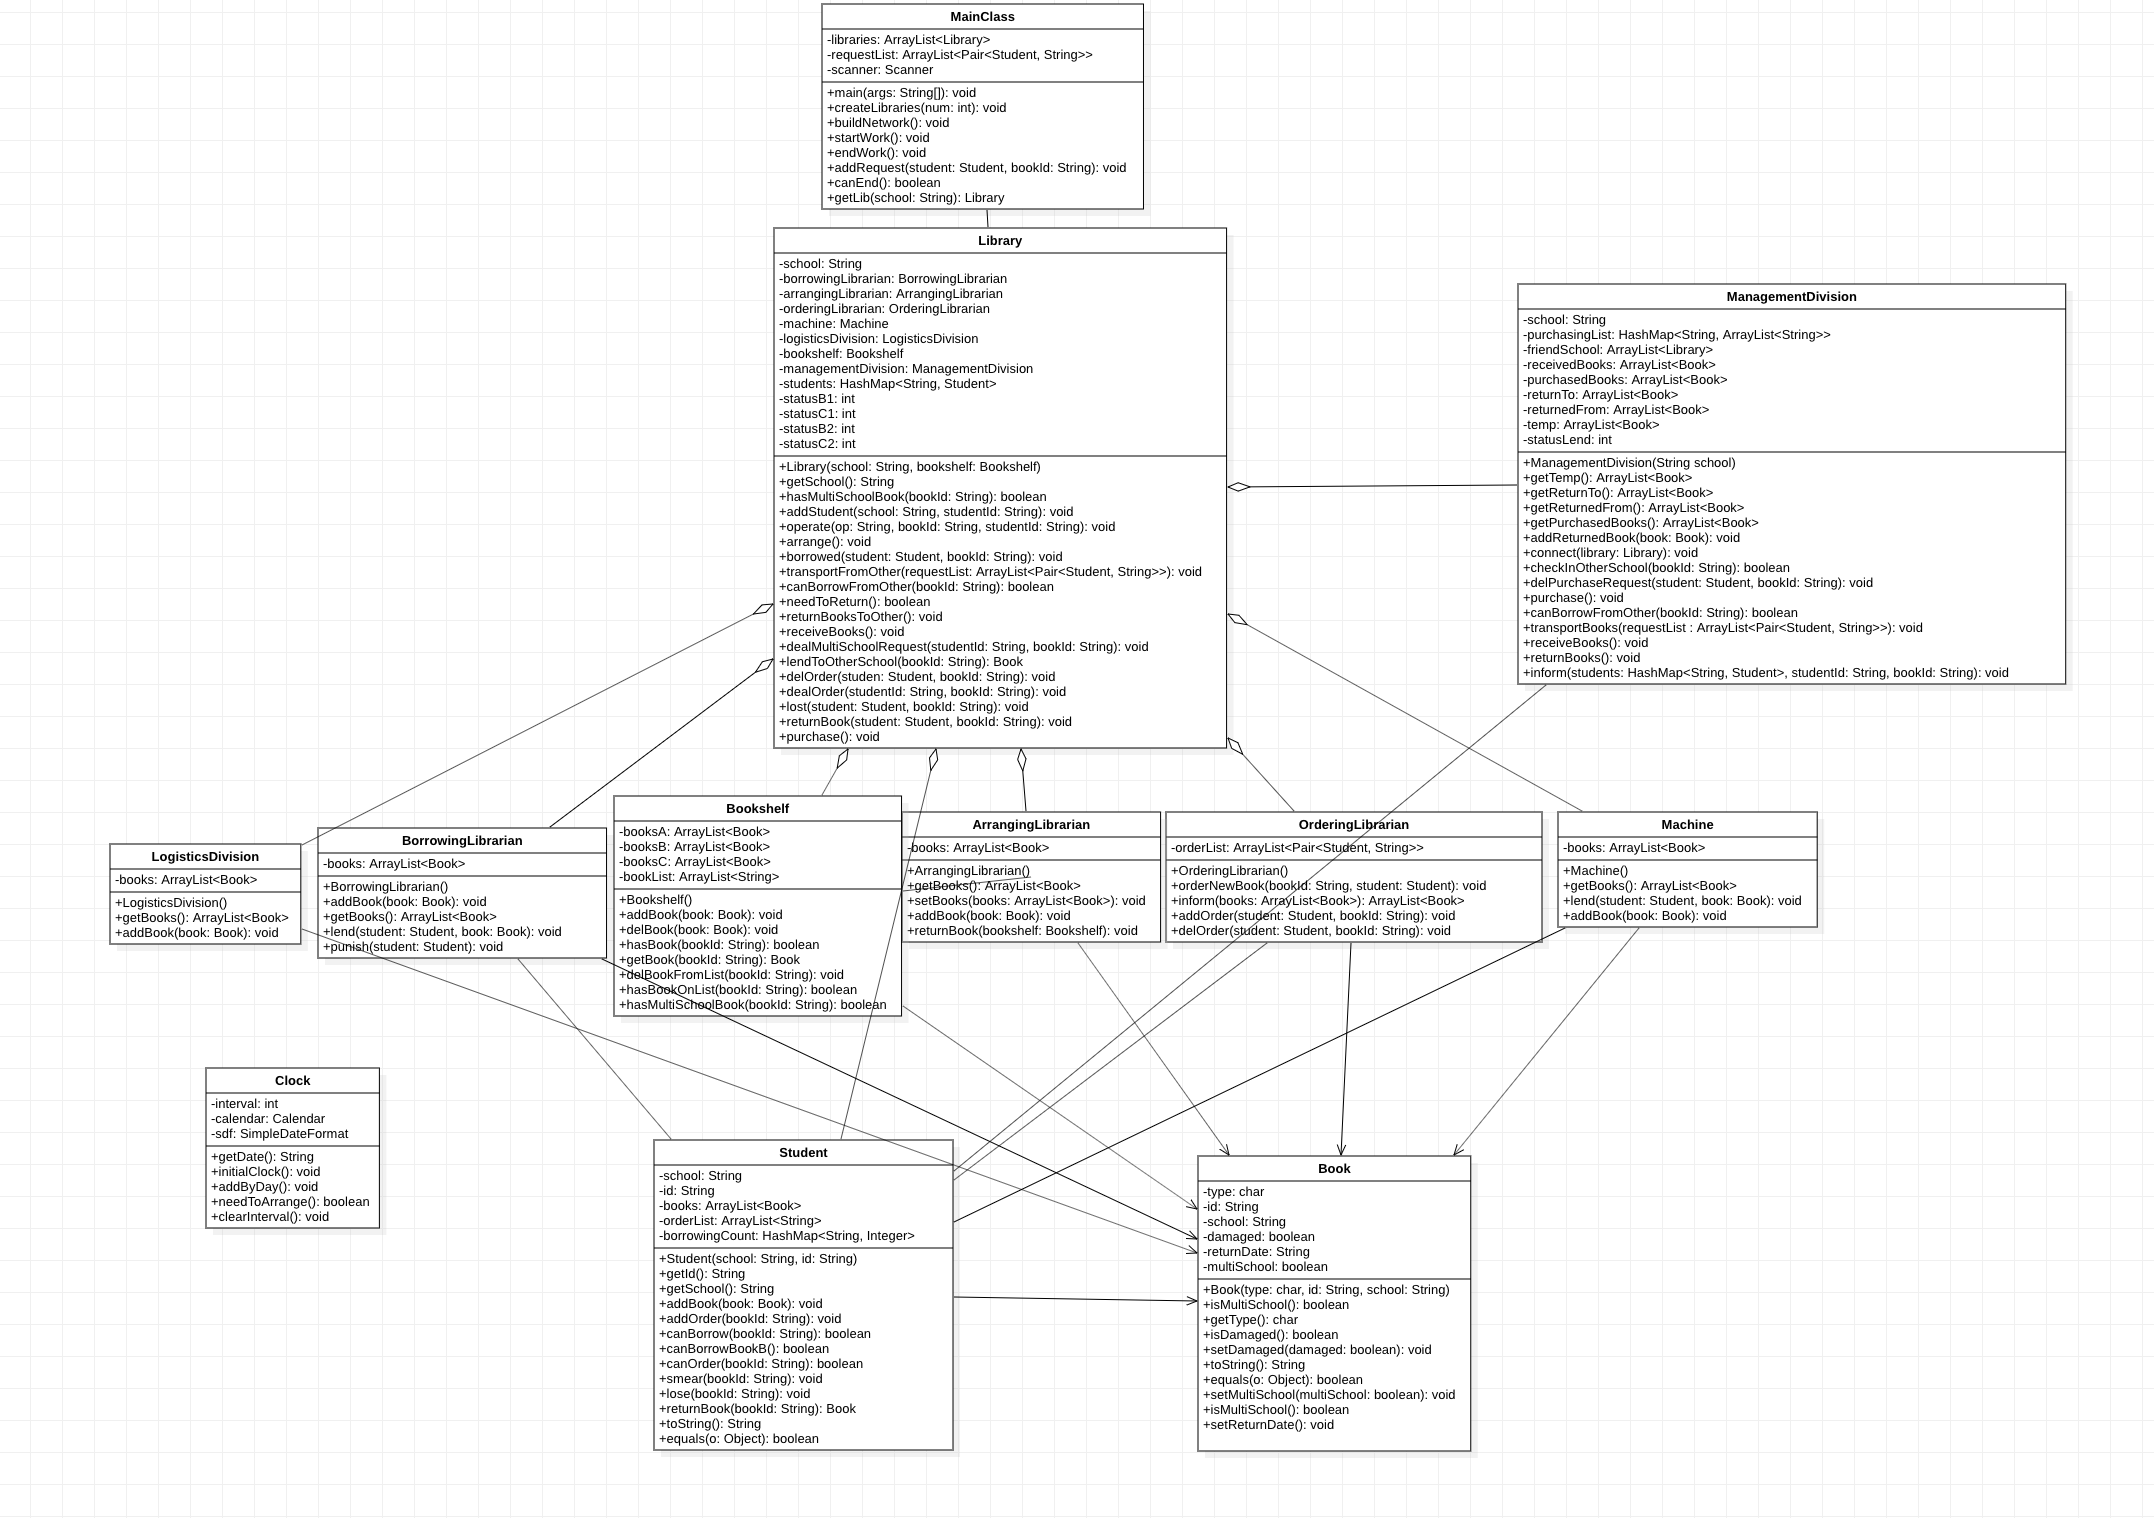 MainClass
-libraries: ArrayList<Library>
-requestList: ArrayList<Pair<Student, String>>
-scanner: Scanner
+main(args: String[]): void
+createLibraries(num: int): void
+buildNetwork(): void
+startWork(): void
+endWork(): void
+addRequest(student: Student, bookId: String): void
+canEnd(): boolean
+getLib(school: String): Library
Library
-school: String
-borrowingLibrarian: BorrowingLibrarian
-arrangingLibrarian: ArrangingLibrarian
-orderingLibrarian: OrderingLibrarian
-machine: Machine
-logisticsDivision: LogisticsDivision
-bookshelf: Bookshelf
-managementDivision: ManagementDivision
-students: HashMap<String, Student>
-statusB1: int
-statusC1: int
-statusB2: int
-statusC2: int
+Library(school: String, bookshelf: Bookshelf)
+getSchool(): String
+hasMultiSchoolBook(bookId: String): boolean
+addStudent(school: String, studentId: String): void
+operate(op: String, bookId: String, studentId: String): void
+arrange(): void
+borrowed(student: Student, bookId: String): void
+transportFromOther(requestList: ArrayList<Pair<Student, String>>): void
+canBorrowFromOther(bookId: String): boolean
+needToReturn(): boolean
+returnBooksToOther(): void
+receiveBooks(): void
+dealMultiSchoolRequest(studentId: String, bookId: String): void
+lendToOtherSchool(bookId: String): Book
+delOrder(studen: Student, bookId: String): void
+dealOrder(studentId: String, bookId: String): void
+lost(student: Student, bookId: String): void
+returnBook(student: Student, bookId: String): void
+purchase(): void
ManagementDivision
-school: String
-purchasingList: HashMap<String, ArrayList<String>>
-friendSchool: ArrayList<Library>
-receivedBooks: ArrayList<Book>
-purchasedBooks: ArrayList<Book>
-returnTo: ArrayList<Book>
-returnedFrom: ArrayList<Book>
-temp: ArrayList<Book>
-statusLend: int
+ManagementDivision(String school)
+getTemp(): ArrayList<Book>
+getReturnTo(): ArrayList<Book>
+getReturnedFrom(): ArrayList<Book>
+getPurchasedBooks(): ArrayList<Book>
+addReturnedBook(book: Book): void
+connect(library: Library): void
+checkInOtherSchool(bookId: String): boolean
+delPurchaseRequest(student: Student, bookId: String): void
+purchase(): void
+canBorrowFromOther(bookId: String): boolean
+transportBooks(requestList : ArrayList<Pair<Student, String>>): void
+receiveBooks(): void
+returnBooks(): void
+inform(students: HashMap<String, Student>, studentId: String, bookId: String): void
LogisticsDivision
-books: ArrayList<Book>
+LogisticsDivision()
+getBooks(): ArrayList<Book>
+addBook(book: Book): void
BorrowingLibrarian
-books: ArrayList<Book>
+BorrowingLibrarian()
+addBook(book: Book): void
+getBooks(): ArrayList<Book>
+lend(student: Student, book: Book): void
+punish(student: Student): void
Bookshelf
-booksA: ArrayList<Book>
-booksB: ArrayList<Book>
-booksC: ArrayList<Book>
-bookList: ArrayList<String>
+Bookshelf()
+addBook(book: Book): void
+delBook(book: Book): void
+hasBook(bookId: String): boolean
+getBook(bookId: String): Book
+delBookFromList(bookId: String): void
+hasBookOnList(bookId: String): boolean
+hasMultiSchoolBook(bookId: String): boolean
ArrangingLibrarian
-books: ArrayList<Book>
+ArrangingLibrarian()
+getBooks(): ArrayList<Book>
+setBooks(books: ArrayList<Book>): void
+addBook(book: Book): void
+returnBook(bookshelf: Bookshelf): void
OrderingLibrarian
-orderList: ArrayList<Pair<Student, String>>
+OrderingLibrarian()
+orderNewBook(bookId: String, student: Student): void
+inform(books: ArrayList<Book>): ArrayList<Book>
+addOrder(student: Student, bookId: String): void
+delOrder(student: Student, bookId: String): void
Machine
-books: ArrayList<Book>
+Machine()
+getBooks(): ArrayList<Book>
+lend(student: Student, book: Book): void
+addBook(book: Book): void
Clock
-interval: int
-calendar: Calendar
-sdf: SimpleDateFormat
+getDate(): String
+initialClock(): void
+addByDay(): void
+needToArrange(): boolean
+clearInterval(): void
Student
-school: String
-id: String
-books: ArrayList<Book>
-orderList: ArrayList<String>
-borrowingCount: HashMap<String, Integer>
+Student(school: String, id: String)
+getId(): String
+getSchool(): String
+addBook(book: Book): void
+addOrder(bookId: String): void
+canBorrow(bookId: String): boolean
+canBorrowBookB(): boolean
+canOrder(bookId: String): boolean
+smear(bookId: String): void
+lose(bookId: String): void
+returnBook(bookId: String): Book
+toString(): String
+equals(o: Object): boolean
Book
-type: char
-id: String
-school: String
-damaged: boolean
-returnDate: String
-multiSchool: boolean
+Book(type: char, id: String, school: String)
+isMultiSchool(): boolean
+getType(): char
+isDamaged(): boolean
+setDamaged(damaged: boolean): void
+toString(): String
+equals(o: Object): boolean
+setMultiSchool(multiSchool: boolean): void
+isMultiSchool(): boolean
+setReturnDate(): void